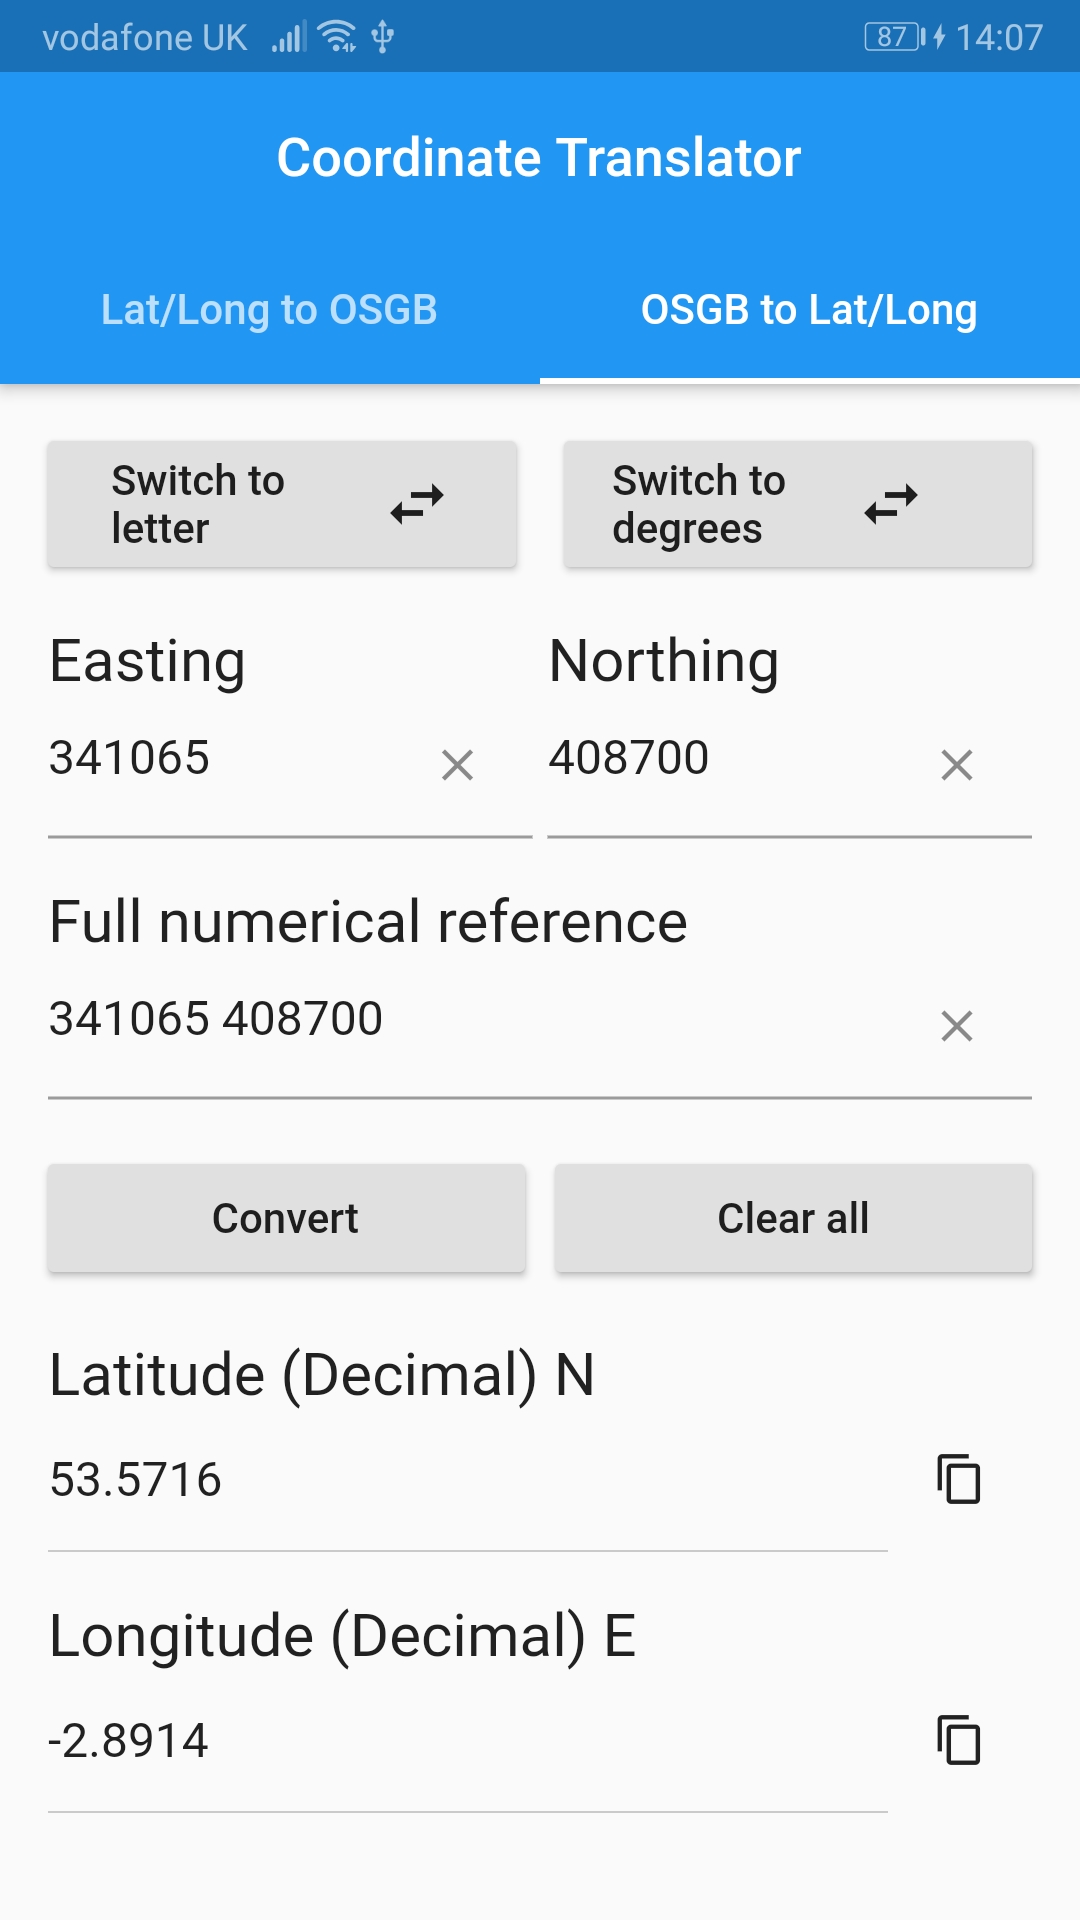 vodafone UK 87 14:07
Coordinate Translator
Lat/Long to OSGB OSGB to Lat/Long
Switch to letter Switch to degrees
Easting Northing
341065 408700
Full numerical reference
341065 408700
Convert Clear all
Latitude (Decimal) N
53.5716
Longitude (Decimal) E
-2.8914